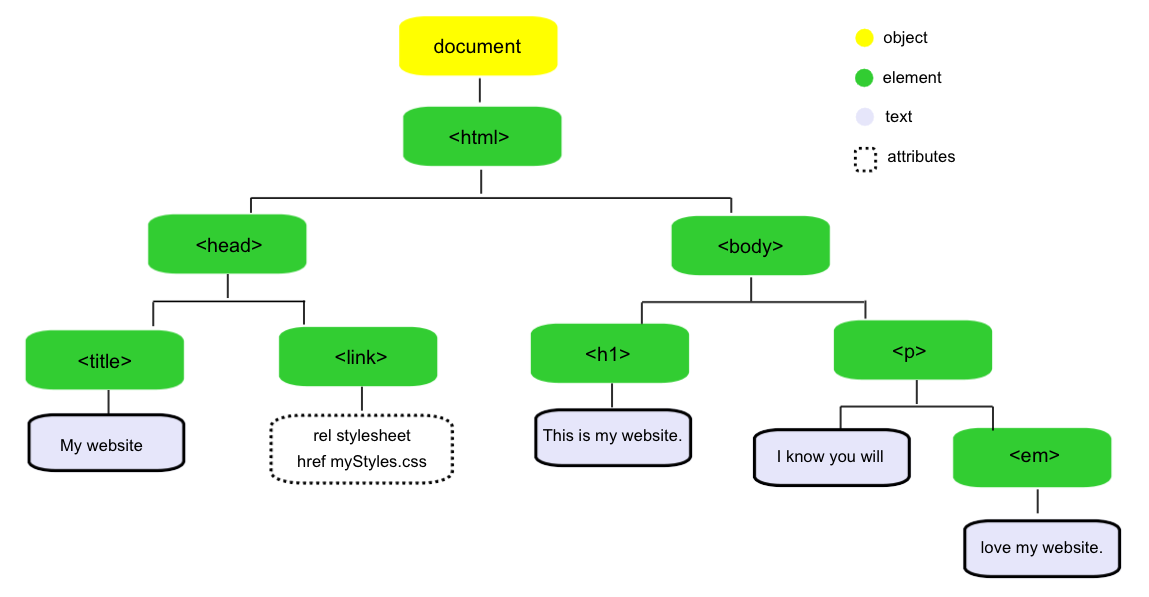 document
object
element
text
attributes
<html>
<head>
<body>
<title>
<link>
<h1>
<p>
My website
rel stylesheet
href myStyles.css
This is my website.
I know you will
<em>
love my website.